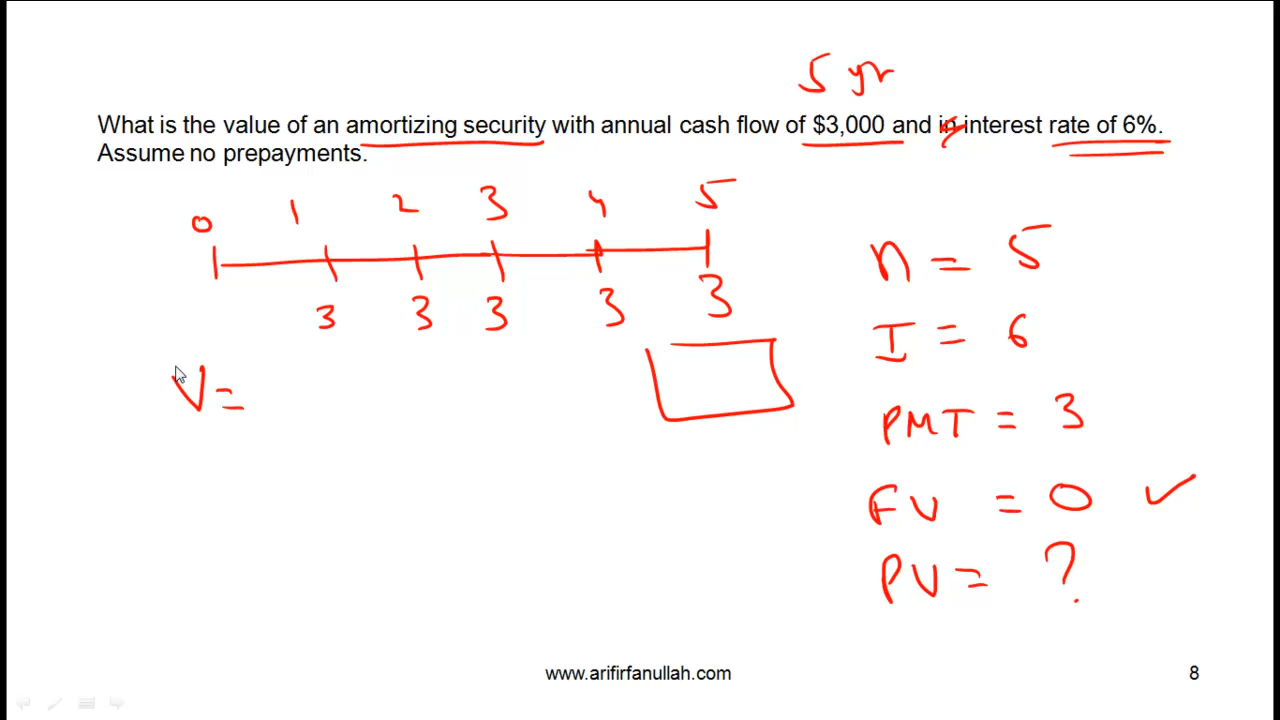 5 yr
What is the value of an amortizing security with annual cash flow of $3,000 and in interest rate of 6%.
Assume no prepayments.
0 1 2 3 4 5
3 3 3 3 3
n = 5
I = 6
V=
PMT = 3
FV = 0 ✓
PV = ?
www.arifirfanullah.com
8